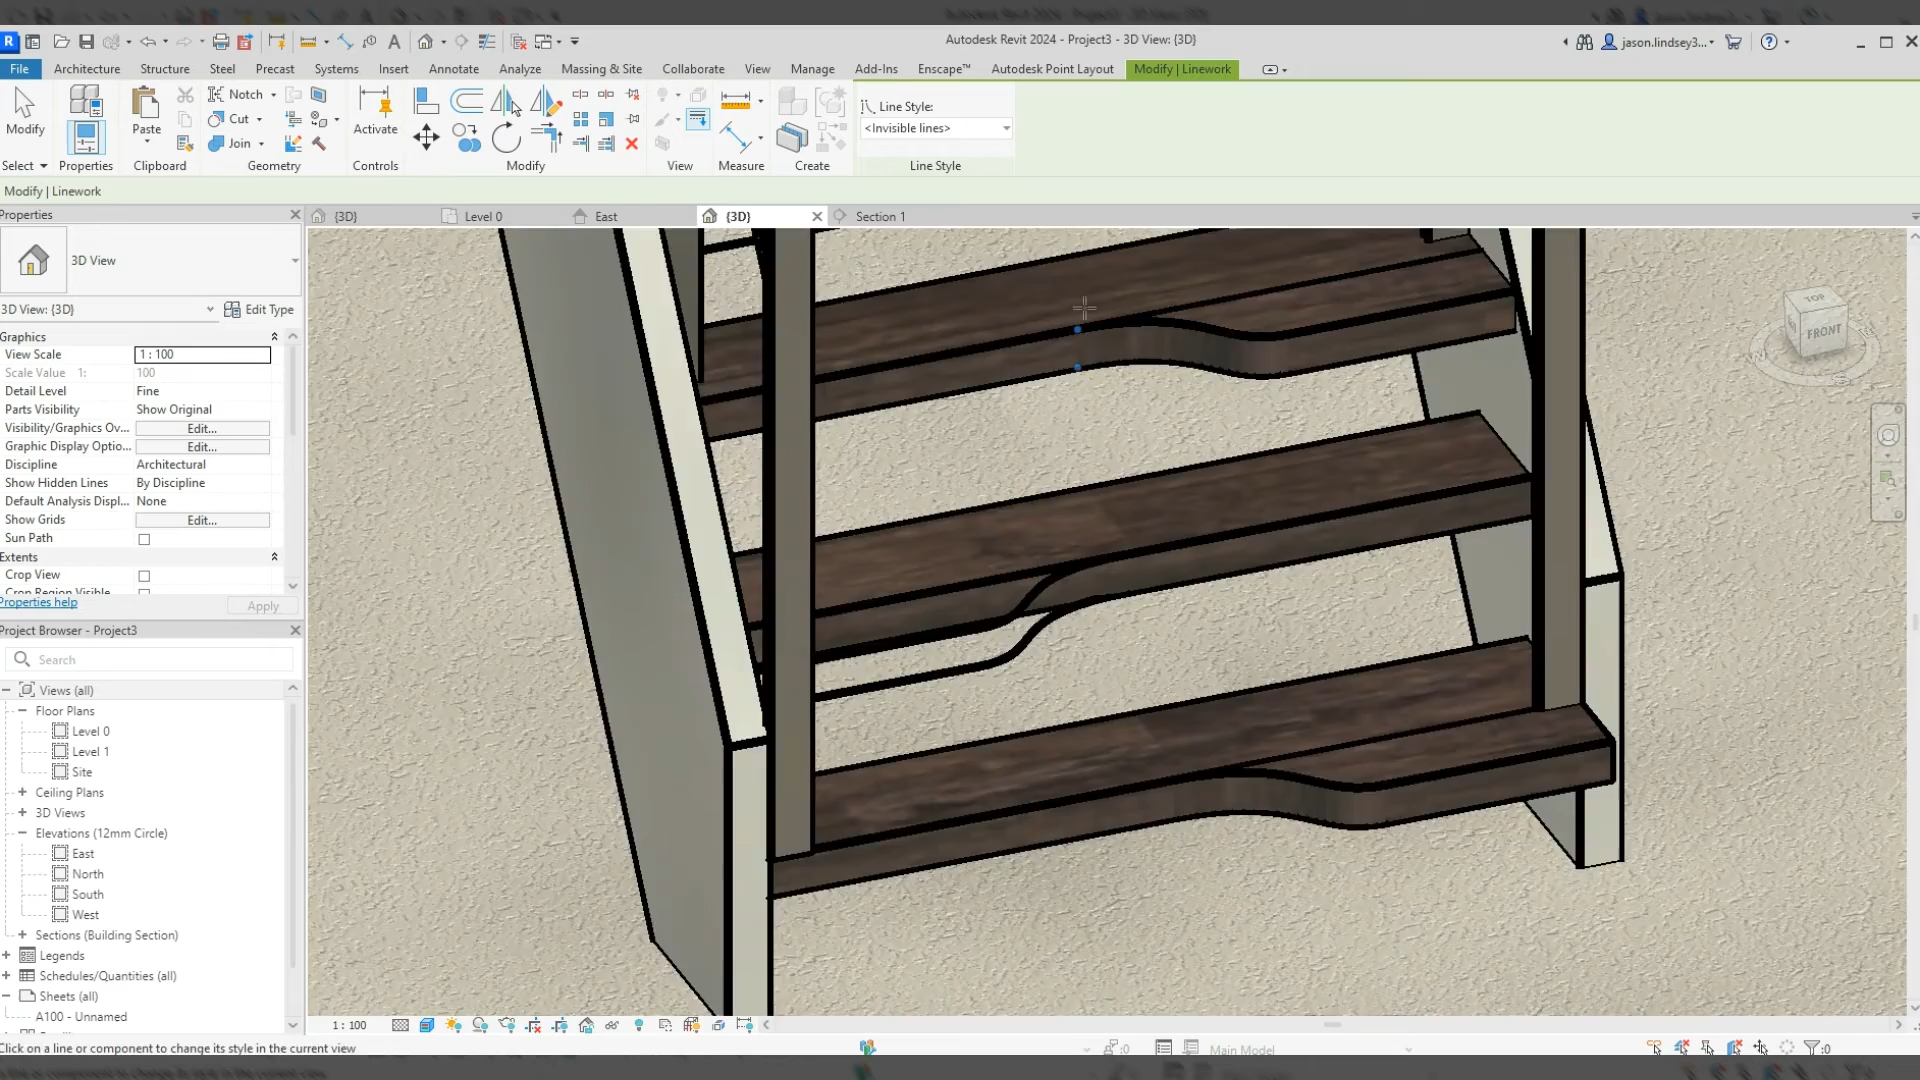 Autodesk Revit 2024 - Project3 - 3D View: {3D}
jason.lindsey3...
File Architecture Structure Steel Precast Systems Insert Annotate Analyze Massing & Site Collaborate View Manage Add-Ins Enscape™ Autodesk Point Layout Modify | Linework
Modify
Paste
Notch
Cut
Join
Activate
Line Style:
<Invisible lines>
Select Properties Clipboard Geometry Controls Modify View Measure Create Line Style
Modify | Linework
Properties
{3D} Level 0 East {3D} Section 1
3D View
3D View: {3D} Edit Type
Graphics
View Scale 1 : 100
Scale Value 1: 100
Detail Level Fine
Parts Visibility Show Original
Visibility/Graphics Ov... Edit...
Graphic Display Optio... Edit...
Discipline Architectural
Show Hidden Lines By Discipline
Default Analysis Displ... None
Show Grids Edit...
Sun Path
Extents
Crop View
Crop Region Visible
Properties help Apply
Project Browser - Project3
Search
Views (all)
Floor Plans
Level 0
Level 1
Site
Ceiling Plans
3D Views
Elevations (12mm Circle)
East
North
South
West
Sections (Building Section)
Legends
Schedules/Quantities (all)
Sheets (all)
A100 - Unnamed
TOP
FRONT
1 : 100
Click on a line or component to change its style in the current view
:0
Main Model
:0